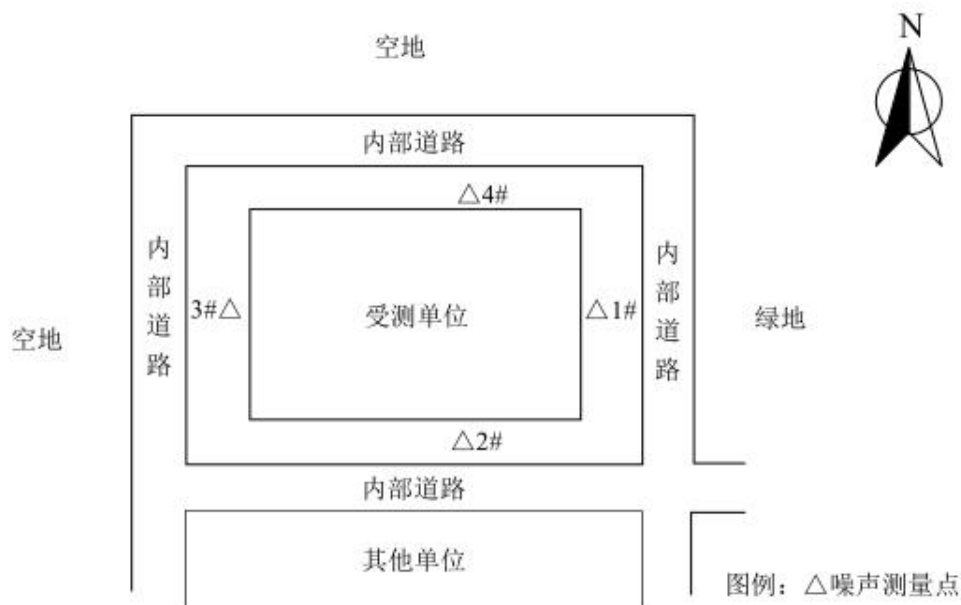 空地
N
内部道路
△4#
内部道路
3#△
受测单位
△1#
内部道路
绿地
空地
△2#
内部道路
其他单位
图例：△噪声测量点